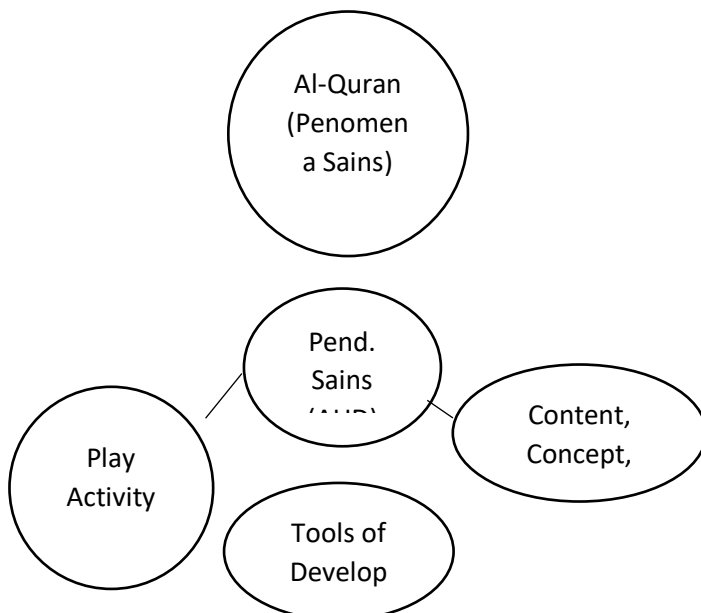 Al-Quran
(Penomen
a Sains)
Pend.
Sains
Content,
Concept,
Play
Activity
Tools of
Develop